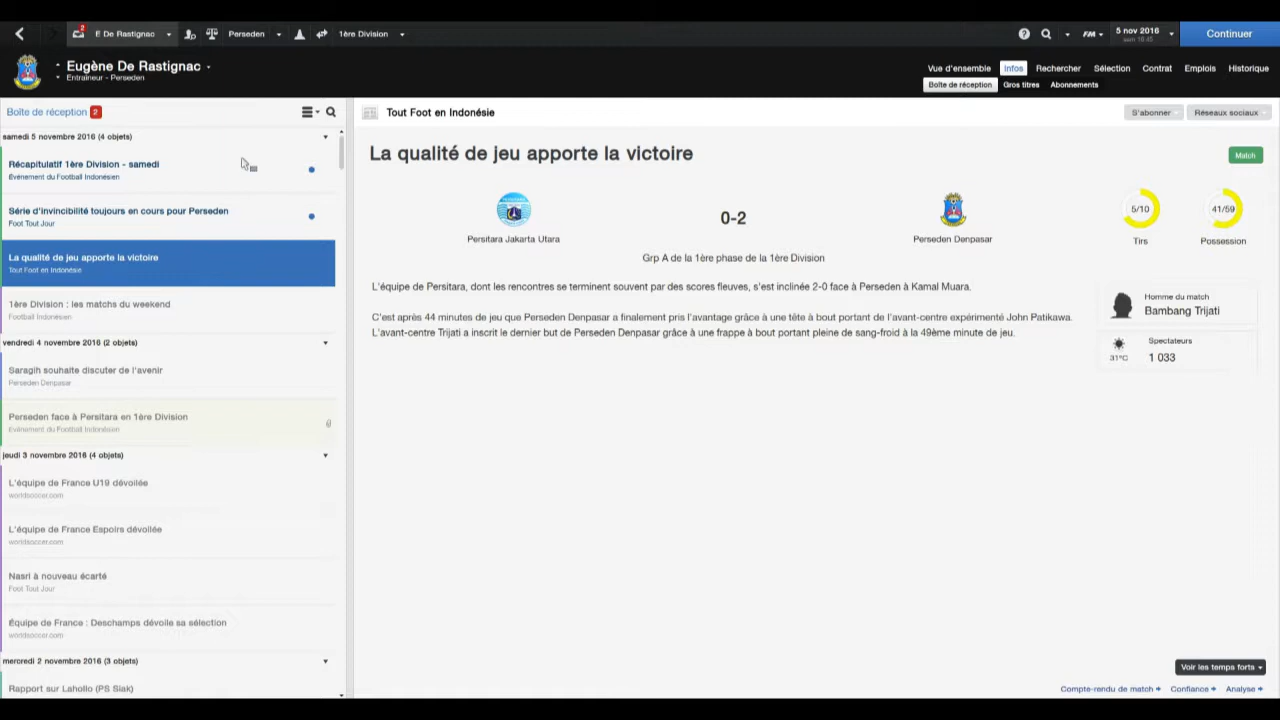 2
E De Rastignac
Perseden
1ère Division
FM
5 nov 2016
sam 16:45
Continuer
Eugène De Rastignac
Entraîneur - Perseden
Vue d'ensemble
Infos
Rechercher
Sélection
Contrat
Emplois
Historique
Boîte de réception
Gros titres
Abonnements
Boîte de réception 2
samedi 5 novembre 2016 (4 objets)
Récapitulatif 1ère Division - samedi
Événement du Football Indonésien
Série d'invincibilité toujours en cours pour Perseden
Foot Tout Jour
La qualité de jeu apporte la victoire
Tout Foot en Indonésie
1ère Division : les matchs du weekend
Football Indonésien
vendredi 4 novembre 2016 (2 objets)
Saragih souhaite discuter de l'avenir
Perseden Denpasar
Perseden face à Persitara en 1ère Division
Événement du Football Indonésien
jeudi 3 novembre 2016 (4 objets)
L'équipe de France U19 dévoilée
worldsoccer.com
L'équipe de France Espoirs dévoilée
worldsoccer.com
Nasri à nouveau écarté
Foot Tout Jour
Équipe de France : Deschamps dévoile sa sélection
worldsoccer.com
mercredi 2 novembre 2016 (3 objets)
Rapport sur Lahollo (PS Siak)
Tout Foot en Indonésie
S'abonner
Réseaux sociaux
La qualité de jeu apporte la victoire
Match
Persitara Jakarta Utara
0-2
Perseden Denpasar
5/10
Tirs
41/59
Possession
Grp A de la 1ère phase de la 1ère Division
L'équipe de Persitara, dont les rencontres se terminent souvent par des scores fleuves, s'est inclinée 2-0 face à Perseden à Kamal Muara.
C'est après 44 minutes de jeu que Perseden Denpasar a finalement pris l'avantage grâce à une tête à bout portant de l'avant-centre expérimenté John Patikawa.
L'avant-centre Trijati a inscrit le dernier but de Perseden Denpasar grâce à une frappe à bout portant pleine de sang-froid à la 49ème minute de jeu.
Homme du match
Bambang Trijati
31°C
Spectateurs
1 033
Voir les temps forts
Compte-rendu de match
Confiance
Analyse